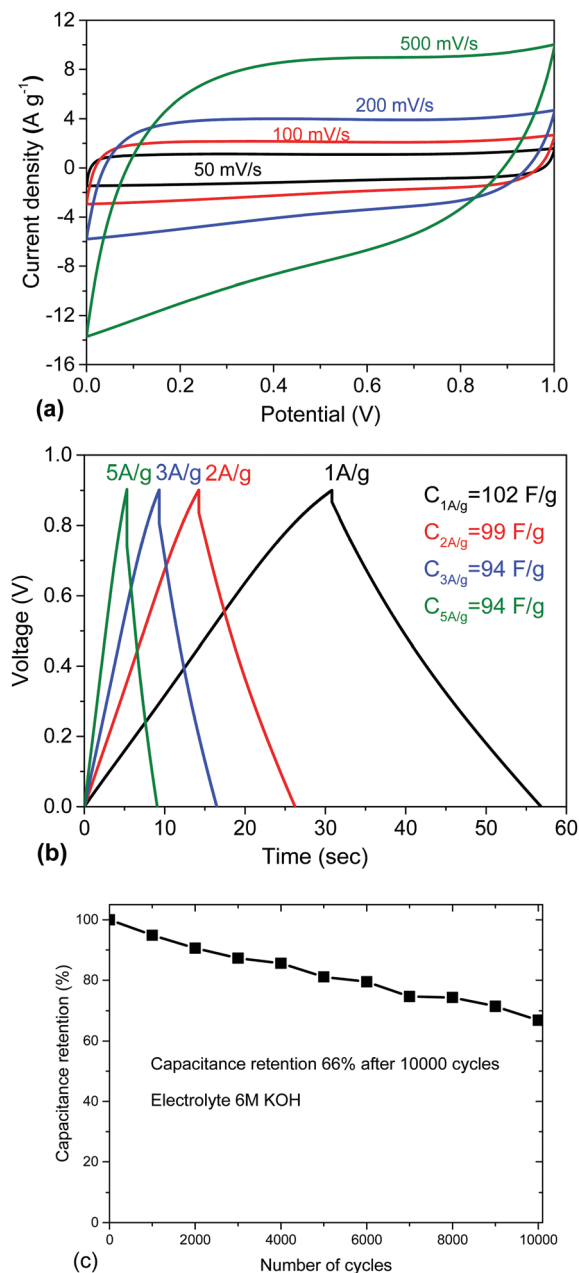 12
8
4
0
-4
-8
-12
-16
Current density (A g⁻¹)
500 mV/s
200 mV/s
100 mV/s
50 mV/s
0.0 0.2 0.4 0.6 0.8 1.0
Potential (V)
(a)
1.0
0.8
0.6
0.4
0.2
0.0
Voltage (V)
5A/g 3A/g 2A/g 1A/g
C1A/g=102 F/g
C2A/g=99 F/g
C3A/g=94 F/g
C5A/g=94 F/g
0 10 20 30 40 50 60
Time (sec)
(b)
100
80
60
40
20
0
Capacitance retention (%)
Capacitance retention 66% after 10000 cycles
Electrolyte 6M KOH
0 2000 4000 6000 8000 10000
Number of cycles
(c)